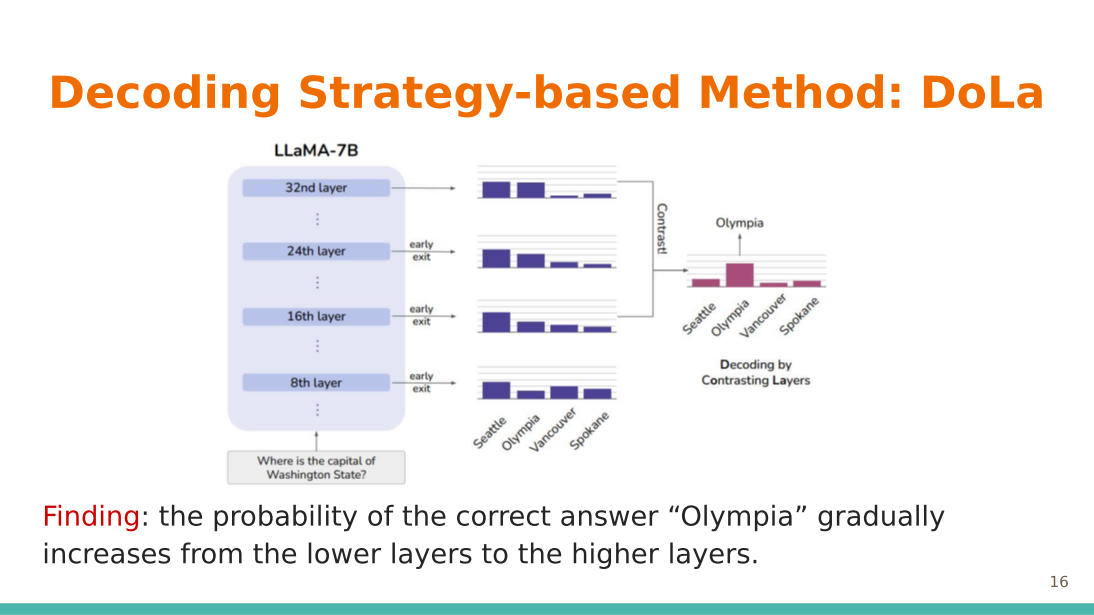 Decoding Strategy-based Method: DoLa
LLaMA-7B
32nd layer
24th layer
early
exit
16th layer
early
exit
8th layer
early
exit
Where is the capital of
Washington State?
Seattle
Olympia
Vancouver
Spokane
Contrast!
Olympia
Seattle
Olympia
Vancouver
Spokane
Decoding by
Contrasting Layers
Finding: the probability of the correct answer “Olympia” gradually
increases from the lower layers to the higher layers.
16